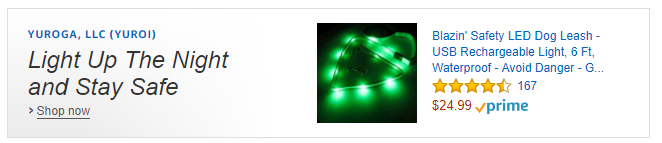 YUROGA, LLC (YUROI)
Light Up The Night
and Stay Safe
› Shop now
Blazin' Safety LED Dog Leash -
USB Rechargeable Light, 6 Ft,
Waterproof - Avoid Danger - G...
167
$24.99 prime